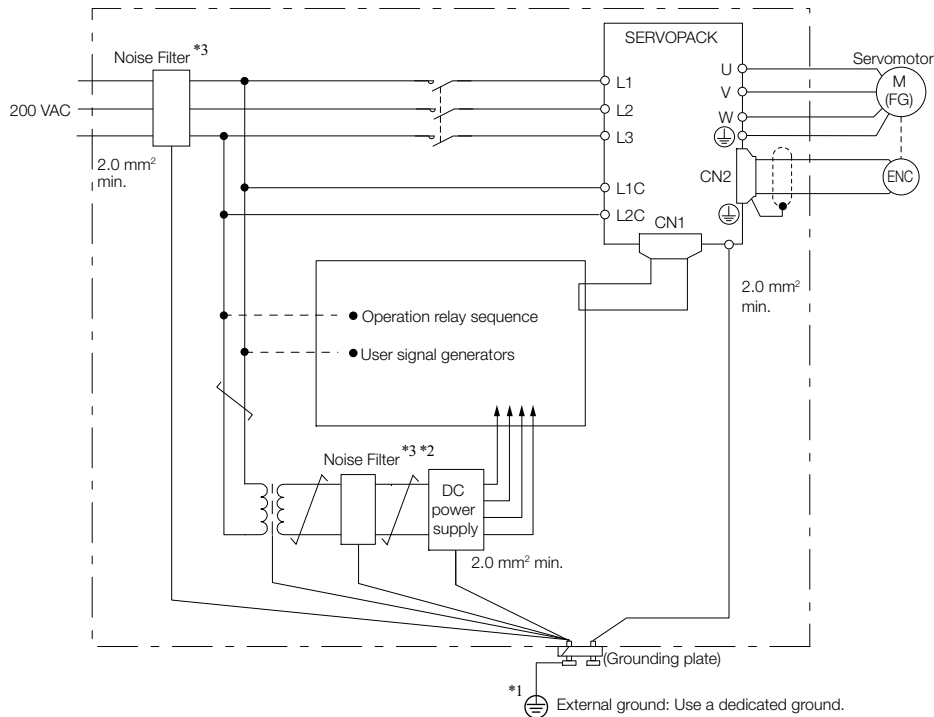 SERVOPACK
Noise Filter *3
Servomotor
U
M
(FG)
L1
V
200 VAC
L2
W
L3
2.0 mm²
min.
CN2
ENC
L1C
L2C
CN1
2.0 mm²
min.
Operation relay sequence
User signal generators
Noise Filter *3 *2
DC
power
supply
2.0 mm² min.
(Grounding plate)
*1
External ground: Use a dedicated ground.